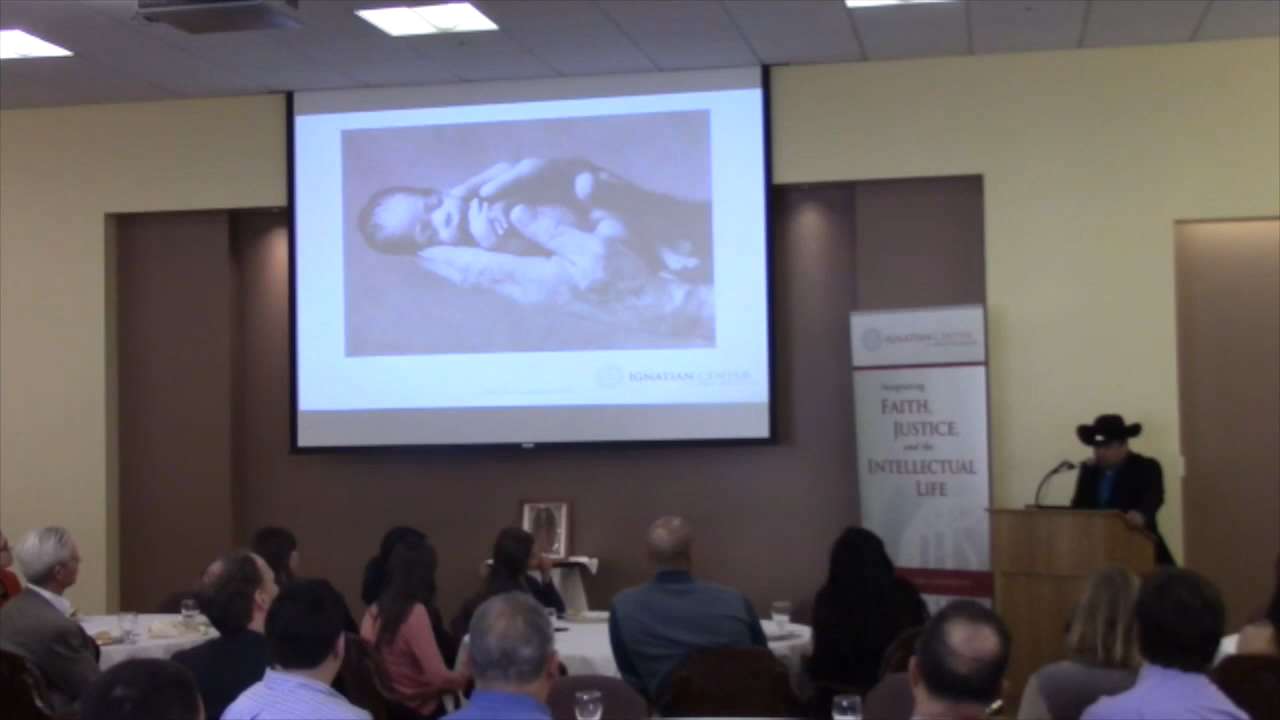 IGNATIAN CENTER
IGNATIAN CENTER
Integrating
FAITH,
JUSTICE,
and the
INTELLECTUAL
LIFE